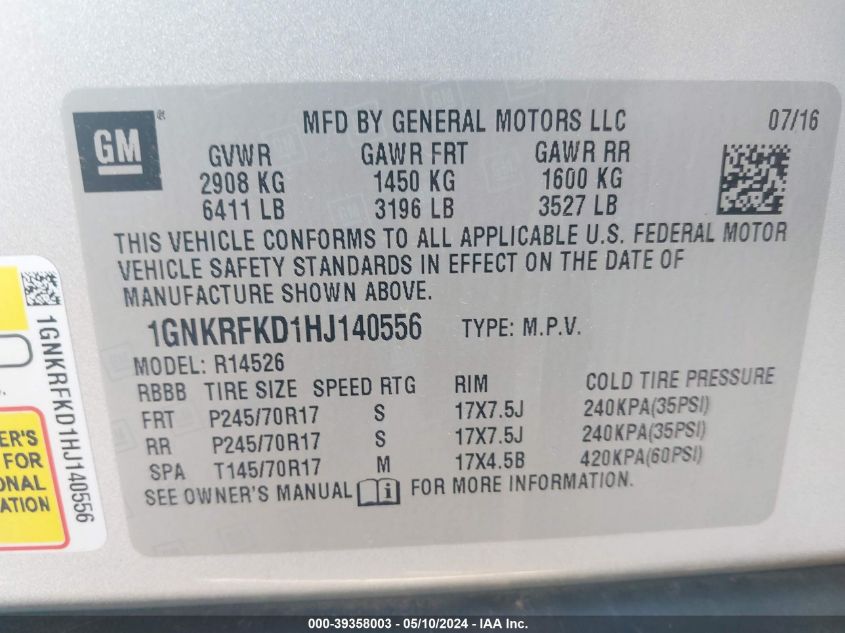 GM
MFD BY GENERAL MOTORS LLC 07/16
GVWR GAWR FRT GAWR RR
2908 KG 1450 KG 1600 KG
6411 LB 3196 LB 3527 LB
THIS VEHICLE CONFORMS TO ALL APPLICABLE U.S. FEDERAL MOTOR
VEHICLE SAFETY STANDARDS IN EFFECT ON THE DATE OF
MANUFACTURE SHOWN ABOVE.
1GNKRFKD1HJ140556 TYPE: M.P.V.
MODEL: R14526
RBBB TIRE SIZE SPEED RTG RIM COLD TIRE PRESSURE
FRT P245/70R17 S 17X7.5J 240KPA(35PSI)
RR P245/70R17 S 17X7.5J 240KPA(35PSI)
SPA T145/70R17 M 17X4.5B 420KPA(60PSI)
SEE OWNER'S MANUAL i FOR MORE INFORMATION.
1GNKRFKD1HJ140556
ER'S
FOR
ONAL
ATION
000-39358003 - 05/10/2024 - IAA Inc.